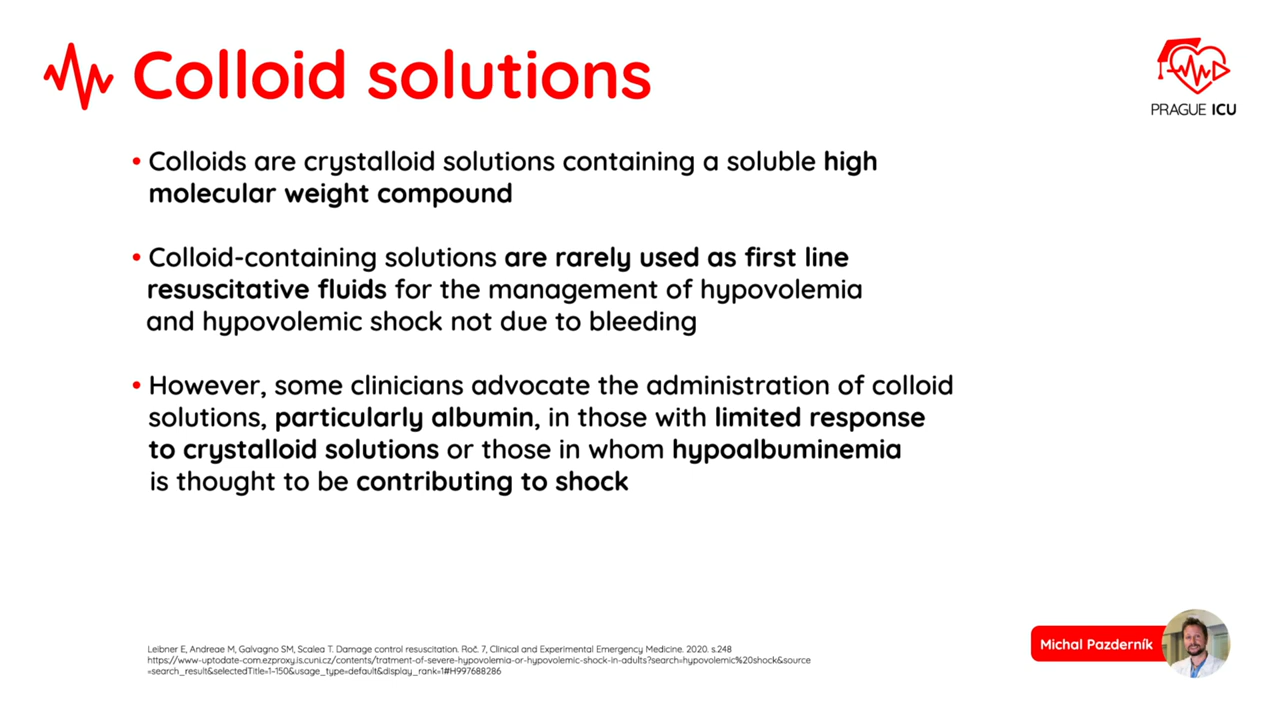 Colloid solutions
PRAGUE ICU
• Colloids are crystalloid solutions containing a soluble high
molecular weight compound
• Colloid-containing solutions are rarely used as first line
resuscitative fluids for the management of hypovolemia
and hypovolemic shock not due to bleeding
• However, some clinicians advocate the administration of colloid
solutions, particularly albumin, in those with limited response
to crystalloid solutions or those in whom hypoalbuminemia
is thought to be contributing to shock
Leibner E, Andreae M, Galvagno SM, Scalea T. Damage control resuscitation. Roč. 7, Clinical and Experimental Emergency Medicine. 2020. s.248
https://www-uptodate-com.ezproxy.is.cuni.cz/contents/tratment-of-severe-hypovolemia-or-hypovolemic-shock-in-adults?search=hypovolemic%20shock&source
=search_result&selectedTitle=1~150&usage_type=default&display_rank=1#H997688286
Michal Pazderník